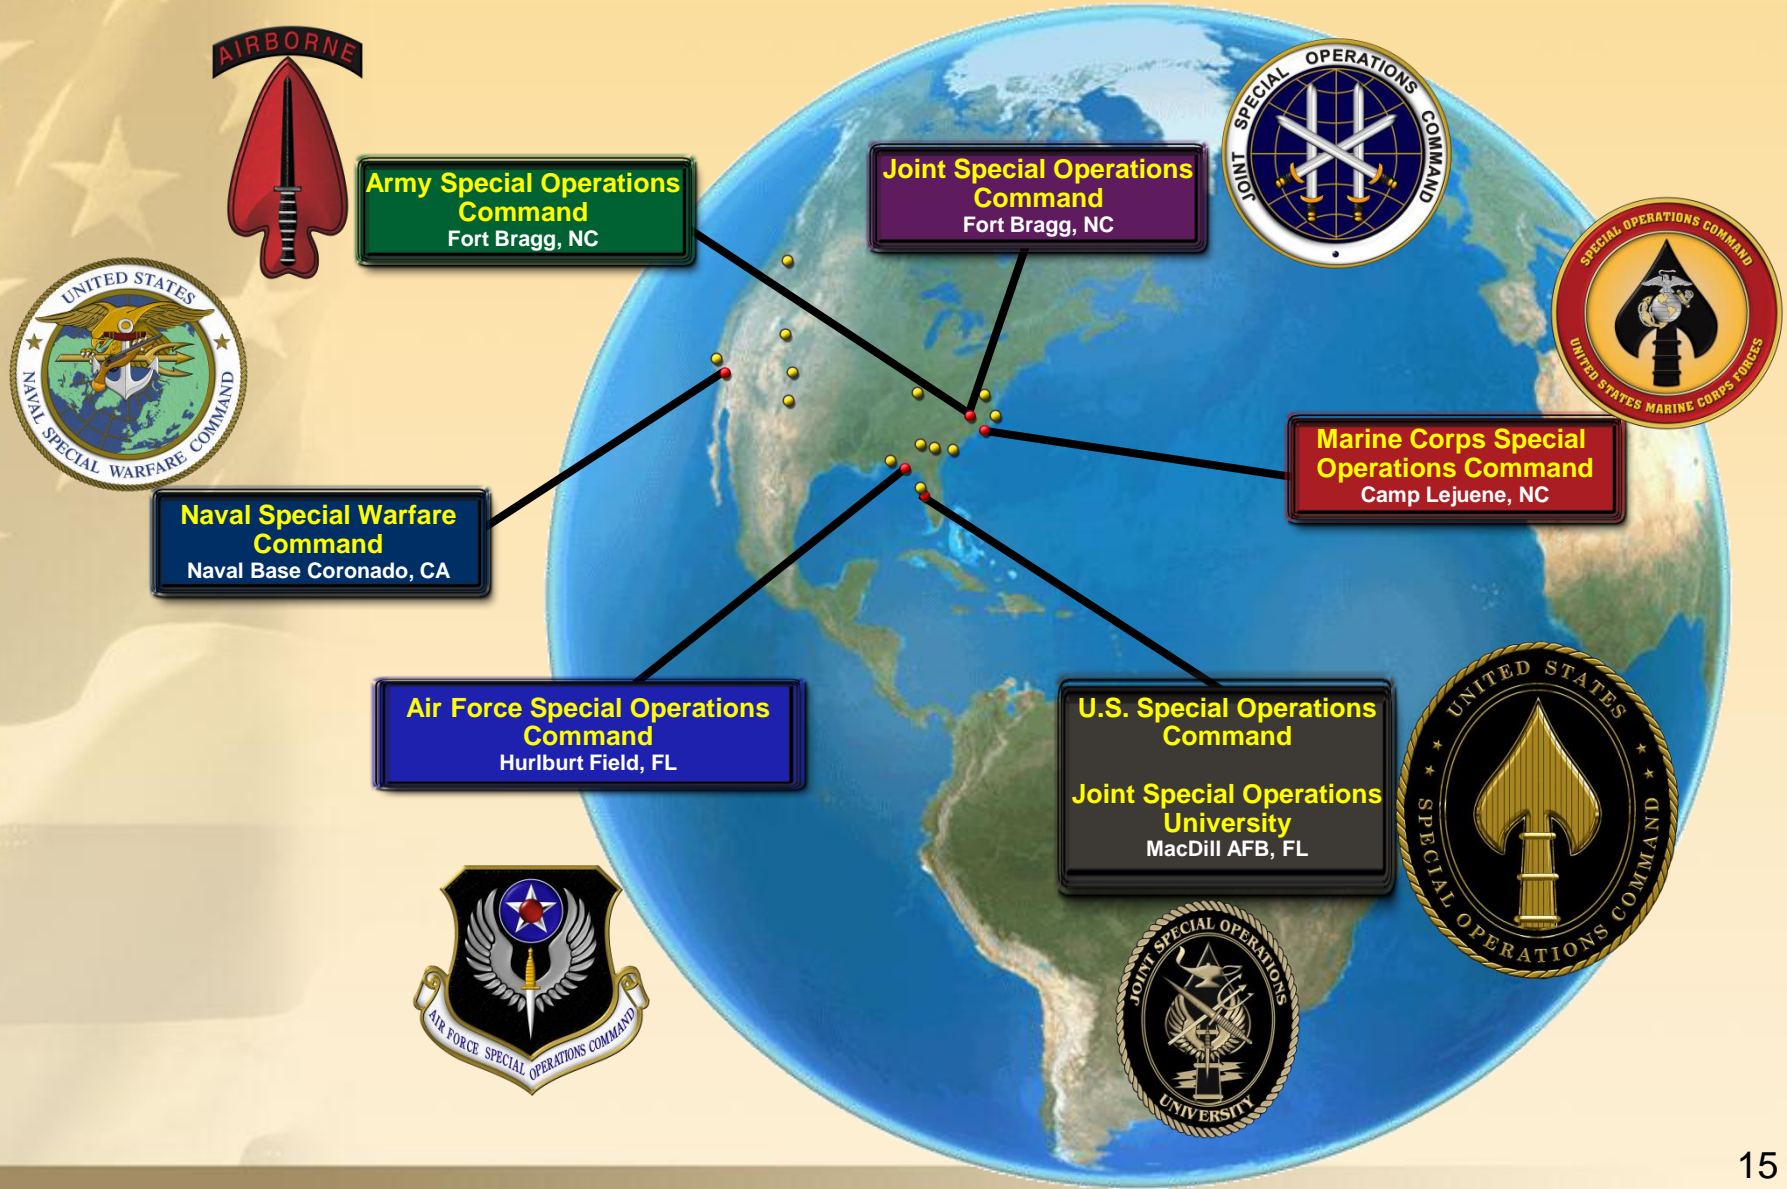 AIRBORNE
Army Special Operations
Command
Fort Bragg, NC
Joint Special Operations
Command
Fort Bragg, NC
JOINT SPECIAL OPERATIONS COMMAND
SPECIAL OPERATIONS COMMAND
UNITED STATES MARINE CORPS FORCES
UNITED STATES
NAVAL SPECIAL WARFARE COMMAND
Marine Corps Special
Operations Command
Camp Lejuene, NC
Naval Special Warfare
Command
Naval Base Coronado, CA
Air Force Special Operations
Command
Hurlburt Field, FL
U.S. Special Operations
Command
Joint Special Operations
University
MacDill AFB, FL
UNITED STATES
SPECIAL OPERATIONS COMMAND
AIR FORCE SPECIAL OPERATIONS COMMAND
JOINT SPECIAL OPERATIONS
UNIVERSITY
15